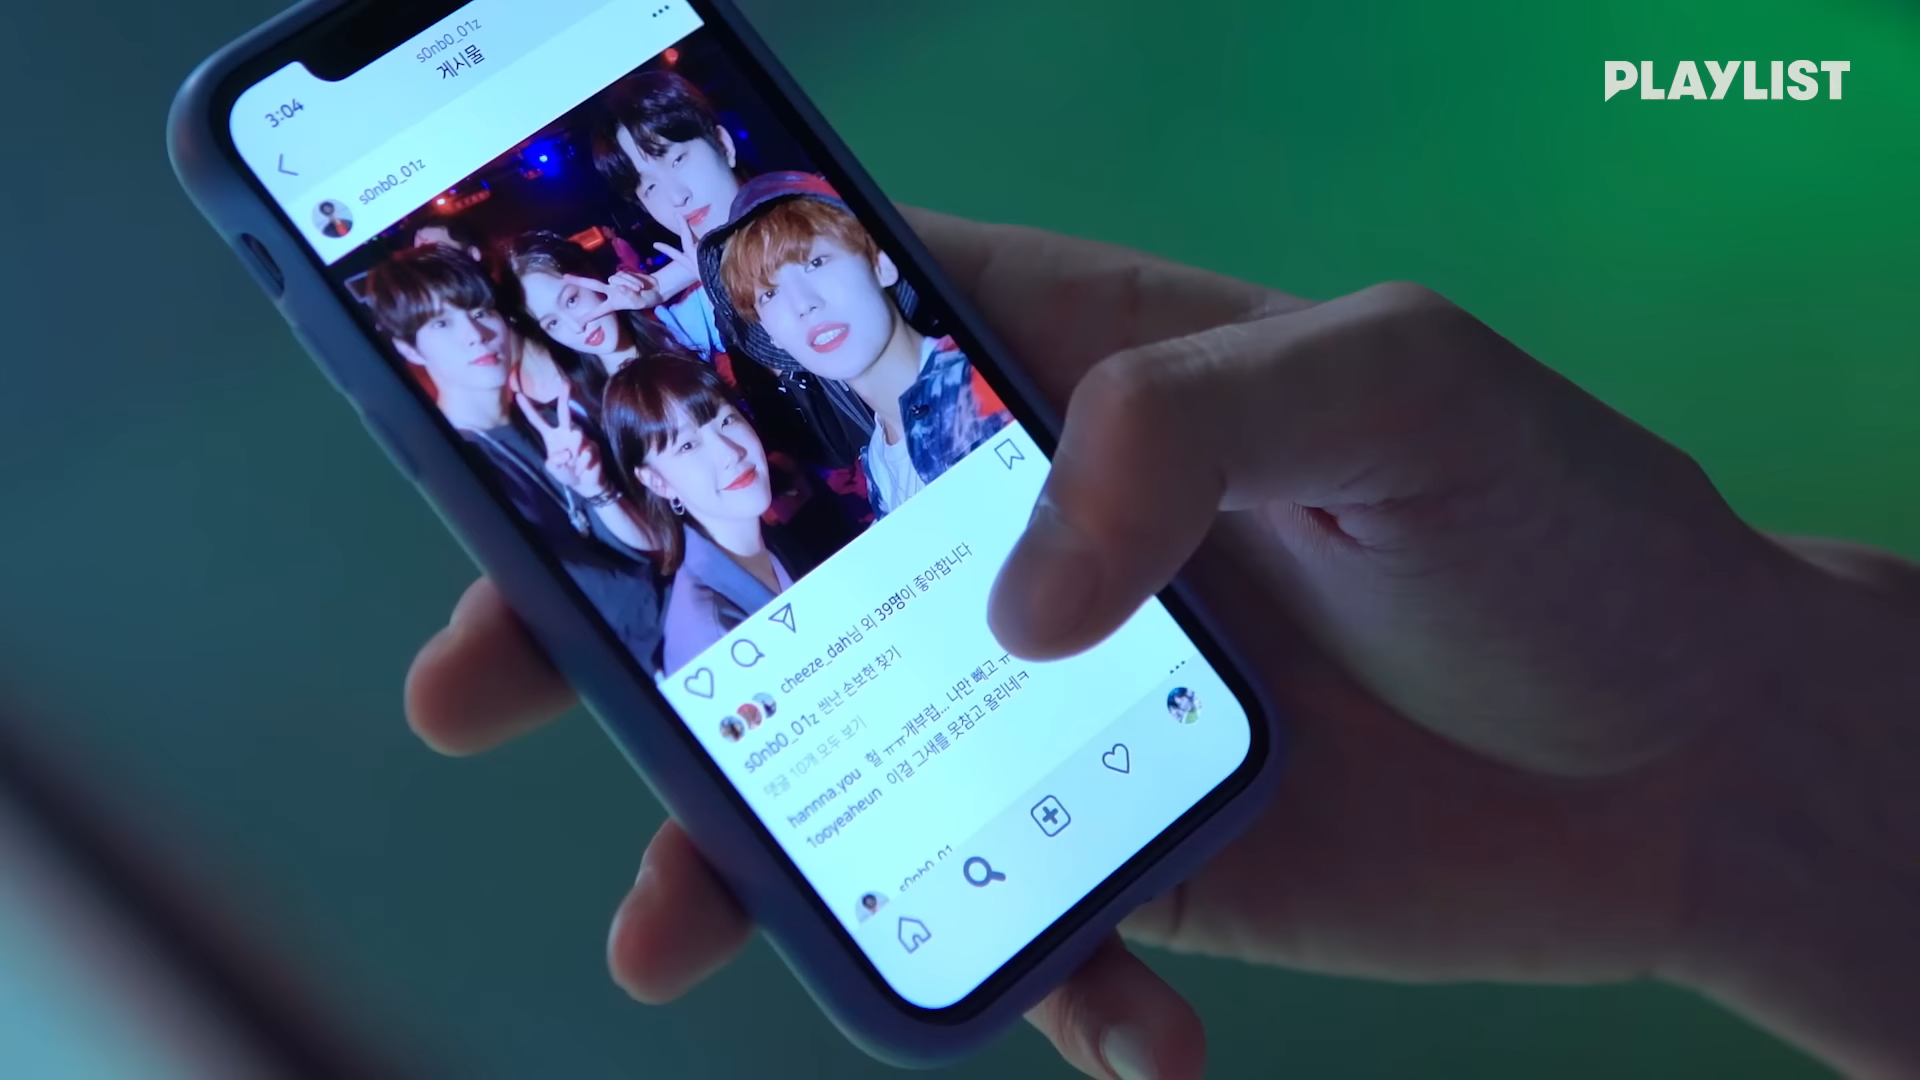 PLAYLIST
s0nb0_01z
게시물
3:04
s0nb0_01z
cheeze_dah님 외 39명이 좋아합니다
s0nb0_01z 씐난 손보현 찾기
댓글 10개 모두 보기
hannna.you 헐 ㅠㅠ개부럽... 나만 빼고 ㅠ
1ooyeaheun 이걸 그새를 못참고 올리네ㅋ
s0nb0_01